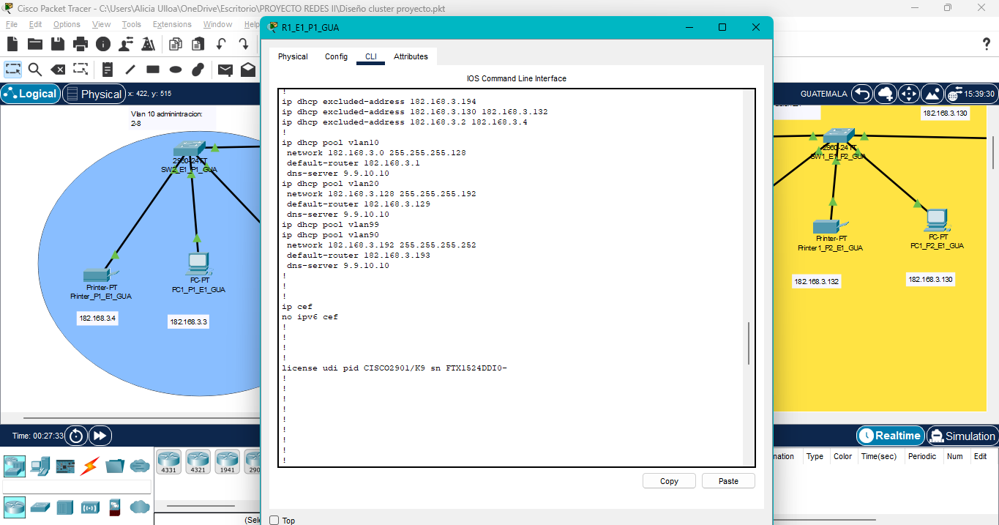 Cisco Packet Tracer - C:\Users\Alicia Ulloa\OneDrive\Escritorio\PROYECTO REDES II\Diseño cluster proyecto.pkt
File Edit Options View Tools Extensions Window Help
R1_E1_P1_GUA
Physical Config CLI Attributes
IOS Command Line Interface
Logical Physical x: 422, y: 515
GUATEMALA 15:39:30
Vlan 10 adminintracion:
2-8
2960-24TT
SW2_E1_P1_GUA
Printer-PT
Printer_P1_E1_GUA
182.168.3.4
PC-PT
PC1_P1_E1_GUA
182.168.3.3
!
ip dhcp excluded-address 182.168.3.194
ip dhcp excluded-address 182.168.3.130 182.168.3.132
ip dhcp excluded-address 182.168.3.2 182.168.3.4
!
ip dhcp pool vlan10
network 182.168.3.0 255.255.255.128
default-router 182.168.3.1
dns-server 9.9.10.10
ip dhcp pool vlan20
network 182.168.3.128 255.255.255.192
default-router 182.168.3.129
dns-server 9.9.10.10
ip dhcp pool vlan99
ip dhcp pool vlan90
network 182.168.3.192 255.255.255.252
default-router 182.168.3.193
dns-server 9.9.10.10
!
!
!
ip cef
no ipv6 cef
!
!
!
!
license udi pid CISCO2901/K9 sn FTX1524DDI0-
!
!
!
!
!
!
!
!
!
Copy Paste
Top
182.168.3.130
2960-24TT
SW1_E1_P2_GUA
Printer-PT
Printer1_P2_E1_GUA
182.168.3.132
PC-PT
PC1_P2_E1_GUA
182.168.3.130
Time: 00:27:33
Realtime Simulation
4331 4321 1941 290
(Sele
nation Type Color Time(sec) Periodic Num Edit